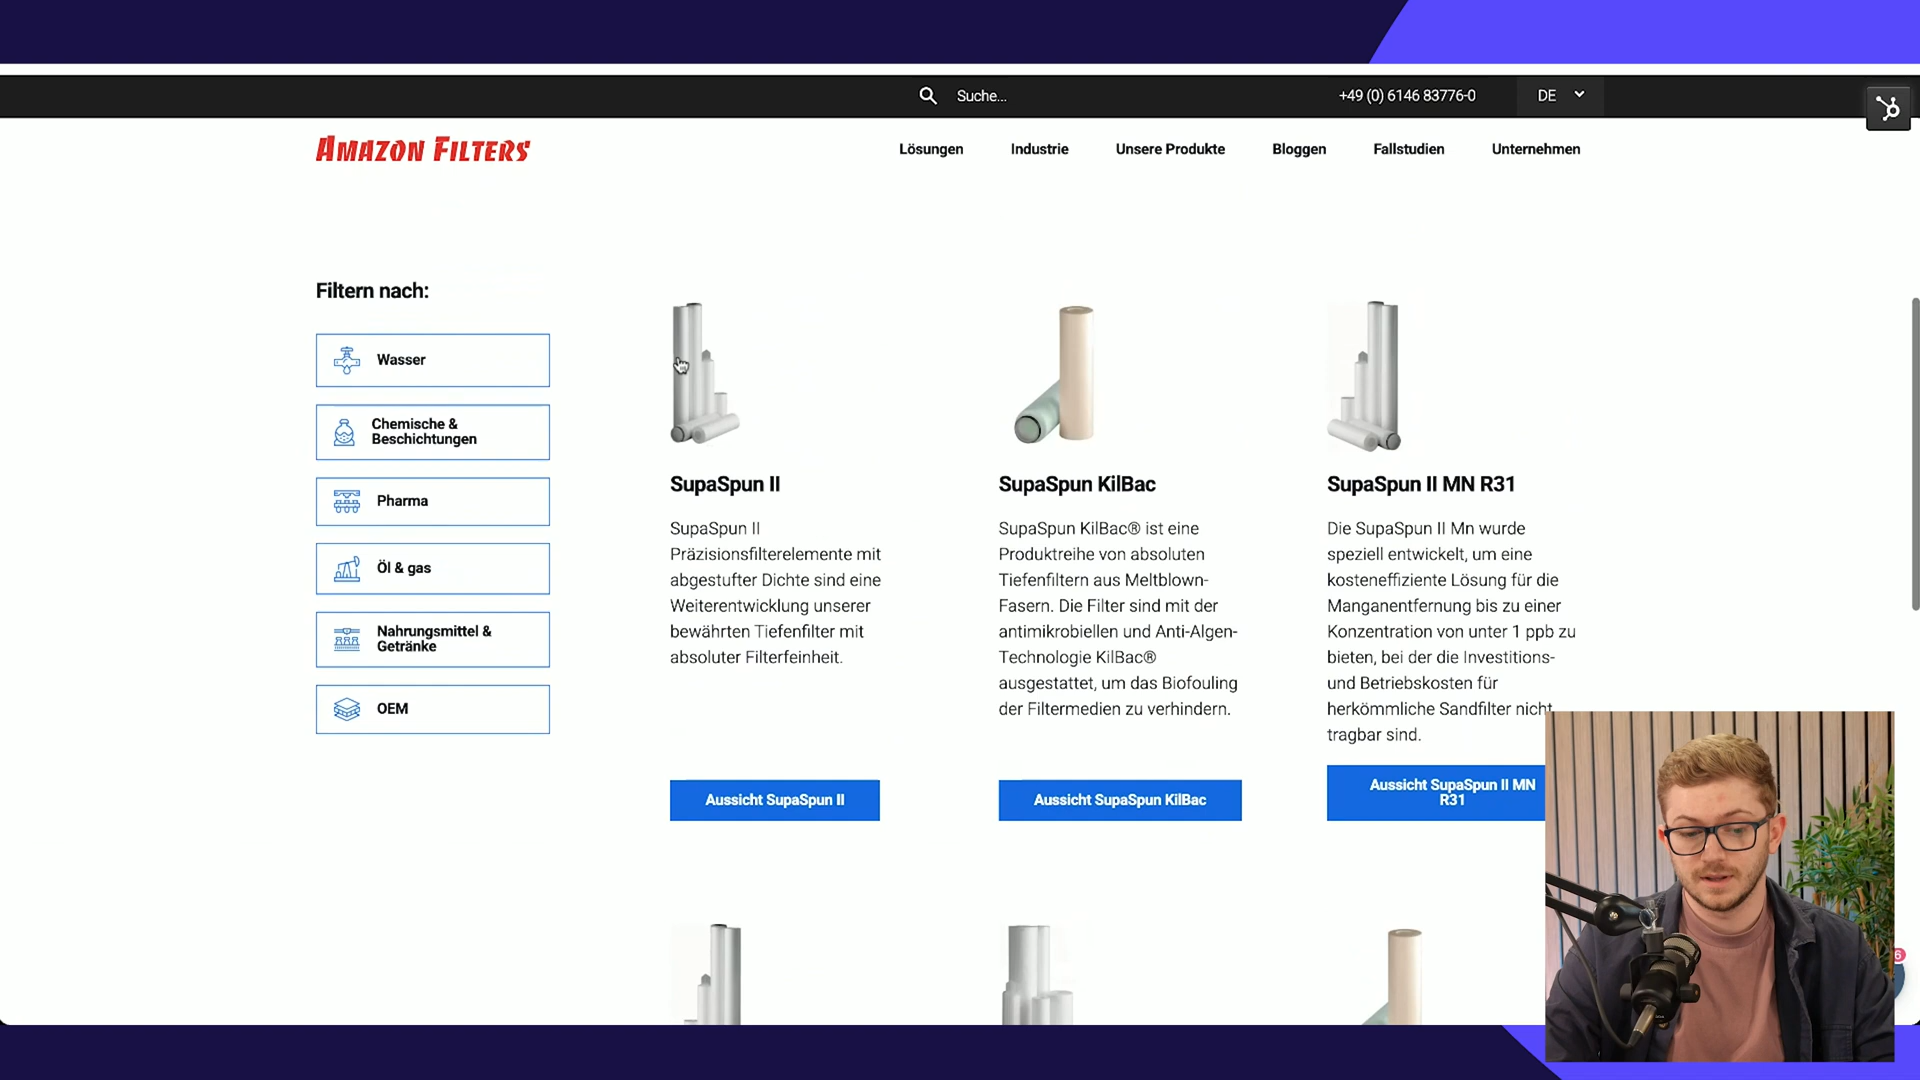 Suche...
+49 (0) 6146 83776-0
DE
AMAZON FILTERS
Lösungen
Industrie
Unsere Produkte
Bloggen
Fallstudien
Unternehmen
Filtern nach:
Wasser
Chemische &
Beschichtungen
Pharma
Öl & gas
Nahrungsmittel &
Getränke
OEM
SupaSpun II
SupaSpun II
Präzisionsfilterelemente mit
abgestufter Dichte sind eine
Weiterentwicklung unserer
bewährten Tiefenfilter mit
absoluter Filterfeinheit.
Aussicht SupaSpun II
SupaSpun KilBac
SupaSpun KilBac® ist eine
Produktreihe von absoluten
Tiefenfiltern aus Meltblown-
Fasern. Die Filter sind mit der
antimikrobiellen und Anti-Algen-
Technologie KilBac®
ausgestattet, um das Biofouling
der Filtermedien zu verhindern.
Aussicht SupaSpun KilBac
SupaSpun II MN R31
Die SupaSpun II Mn wurde
speziell entwickelt, um eine
kosteneffiziente Lösung für die
Manganentfernung bis zu einer
Konzentration von unter 1 ppb zu
bieten, bei der die Investitions-
und Betriebskosten für
herkömmliche Sandfilter nicht
tragbar sind.
Aussicht SupaSpun II MN
R31
6